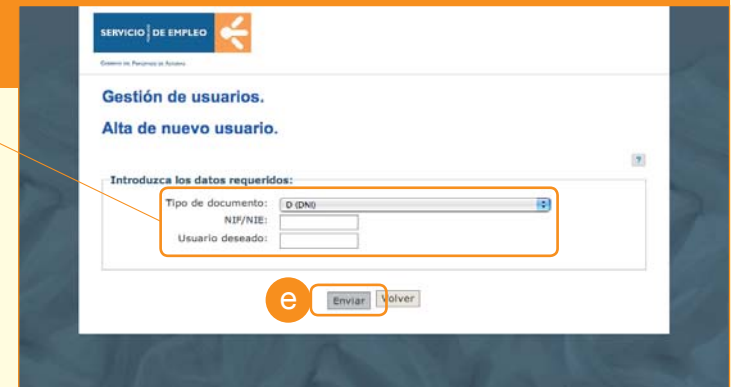 SERVICIO DE EMPLEO
Gestión de usuarios.
Alta de nuevo usuario.
?
Introduzca los datos requeridos:
Tipo de documento: D (DNI)
NIF/NIE:
Usuario deseado:
e
Enviar Volver